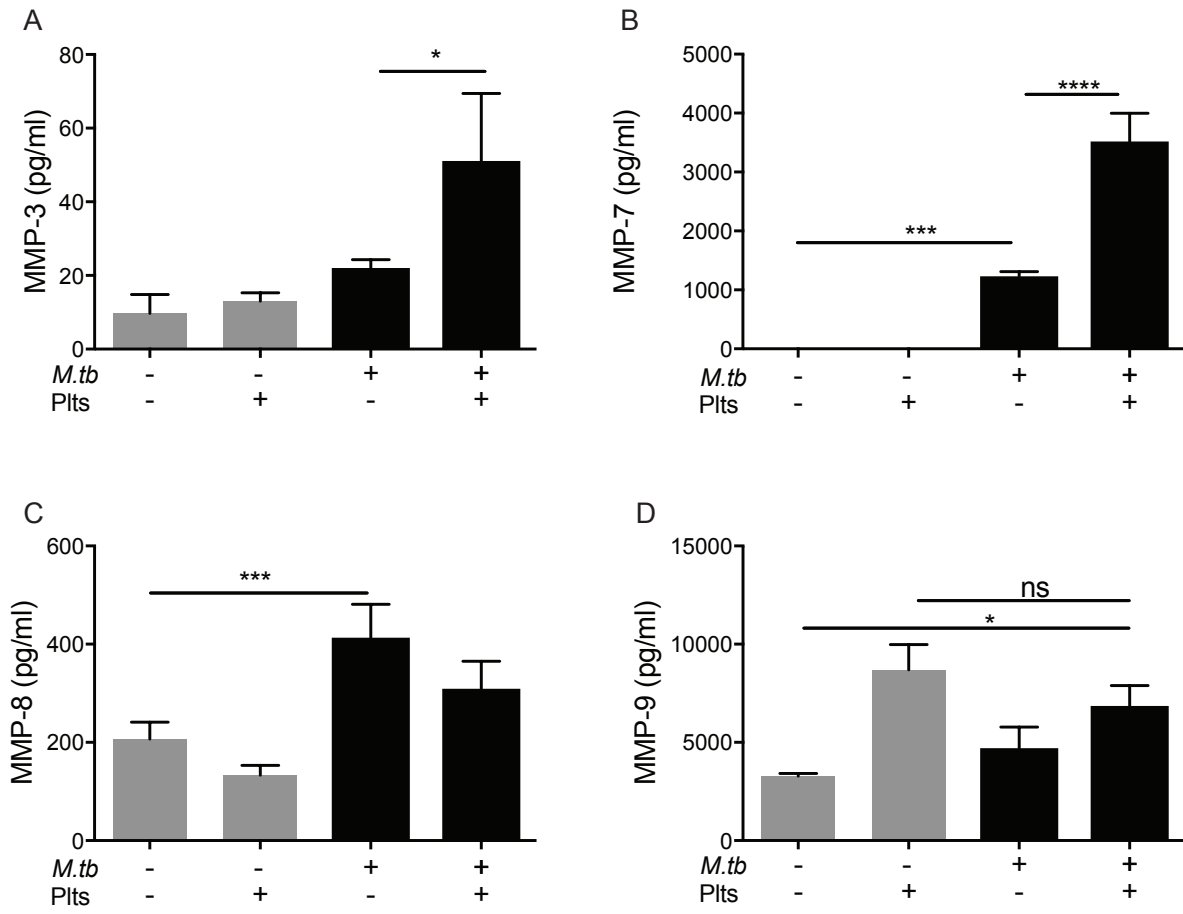 A
MMP-3 (pg/ml)
80
60
40
20
0
*
M.tb - - + +
Plts - + - +
B
MMP-7 (pg/ml)
5000
4000
3000
2000
1000
0
***
****
M.tb - - + +
Plts - + - +
C
MMP-8 (pg/ml)
600
400
200
0
***
M.tb - - + +
Plts - + - +
D
MMP-9 (pg/ml)
15000
10000
5000
0
ns
*
M.tb - - + +
Plts - + - +